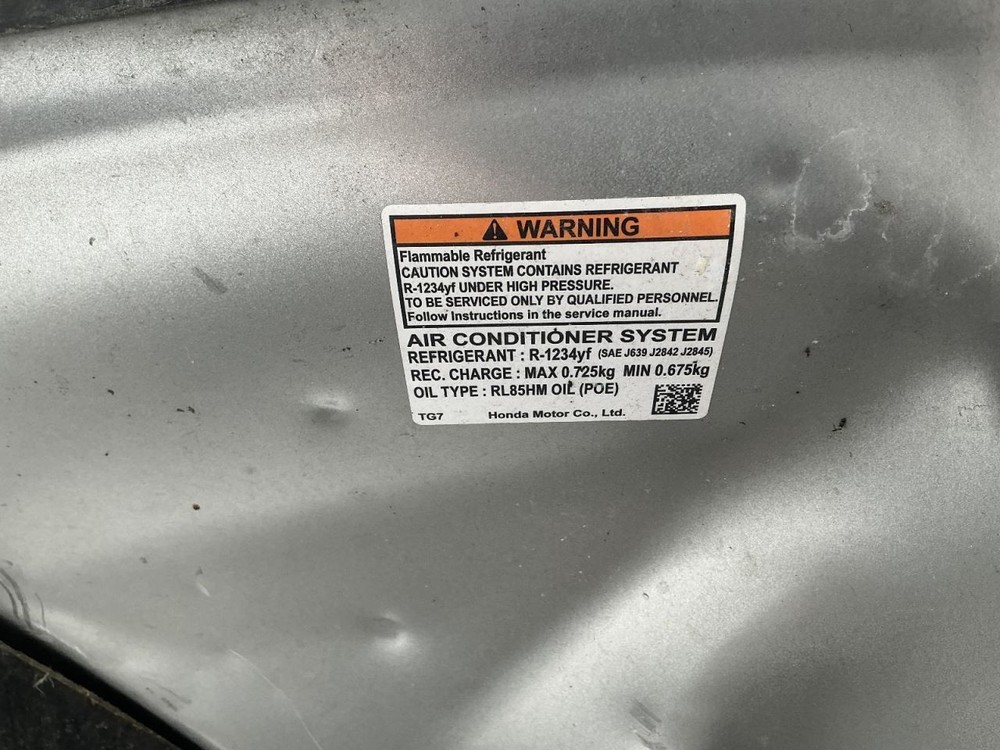 WARNING
Flammable Refrigerant
CAUTION SYSTEM CONTAINS REFRIGERANT
R-1234yf UNDER HIGH PRESSURE.
TO BE SERVICED ONLY BY QUALIFIED PERSONNEL.
Follow Instructions in the service manual.
AIR CONDITIONER SYSTEM
REFRIGERANT : R-1234yf (SAE J639 J2842 J2845)
REC. CHARGE : MAX 0.725kg MIN 0.675kg
OIL TYPE : RL85HM OIL (POE)
TG7 Honda Motor Co., Ltd.